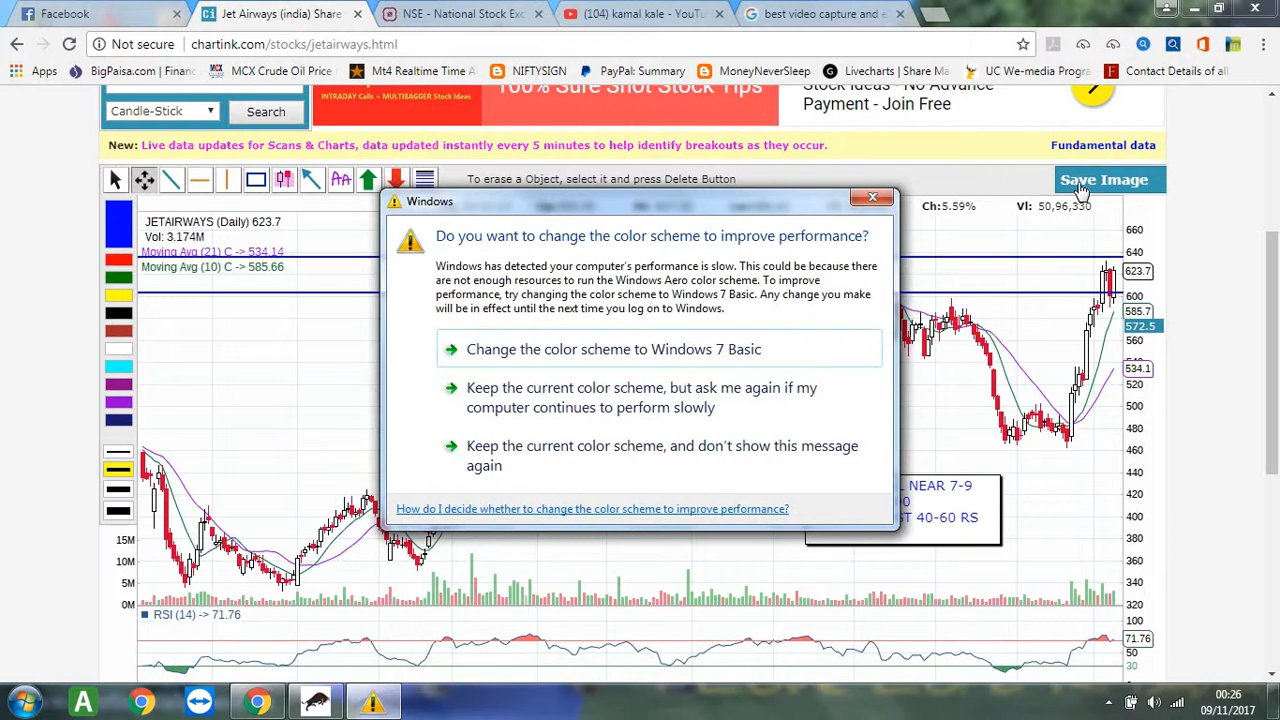 Facebook
Jet Airways (india) Share
NSE - National Stock Exc
(104) kamal kale - YouTu
best video capture and e
Not secure chartink.com/stocks/jetairways.html
Apps
BigPaisa.com | Financ
MCX Crude Oil Price
Mt4 Realtime Time A
NIFTYSIGN
PayPal: Summary
MoneyNeverSleep
Livecharts | Share Ma
UC We-media Progra
Contact Details of all
Candle-Stick
Search
INTRADAY Calls + MULTIBAGGER Stock Ideas
100% Sure Shot Stock Tips
Stock Ideas - No Advance
Payment - Join Free
New: Live data updates for Scans & Charts, data updated instantly every 5 minutes to help identify breakouts as they occur.
Fundamental data
To erase a Object, select it and press Delete Button
Save Image
JETAIRWAYS (Daily) 623.7
Ch:5.59%
Vl: 50,96,330
Vol: 3.174M
Moving Avg (21) C -> 534.14
Moving Avg (10) C -> 585.66
Windows
Do you want to change the color scheme to improve performance?
Windows has detected your computer's performance is slow. This could be because there
are not enough resources to run the Windows Aero color scheme. To improve
performance, try changing the color scheme to Windows 7 Basic. Any change you make
will be in effect until the next time you log on to Windows.
Change the color scheme to Windows 7 Basic
Keep the current color scheme, but ask me again if my
computer continues to perform slowly
Keep the current color scheme, and don't show this message
again
How do I decide whether to change the color scheme to improve performance?
660
640
623.7
600
585.7
572.5
560
534.1
520
500
480
460
440
420
400
380
360
340
320
L NEAR 7-9
T 40-60 RS
15M
10M
5M
0M
RSI (14) -> 71.76
100
71.76
50
30
00:26
09/11/2017